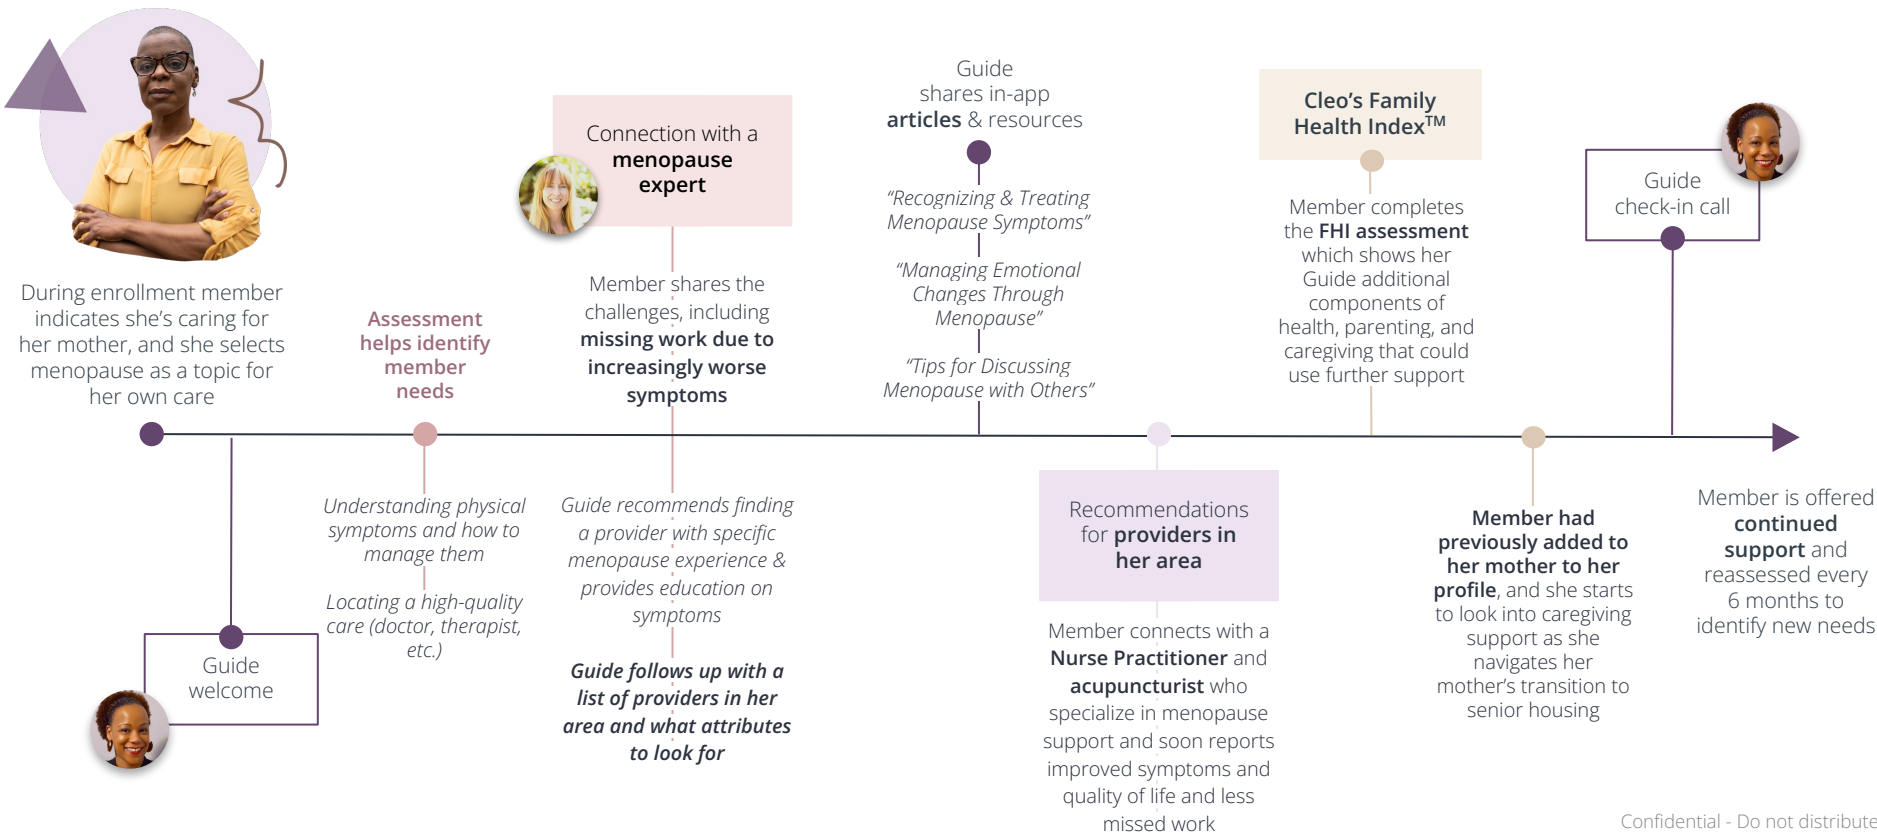 During enrollment member
indicates she’s caring for
her mother, and she selects
menopause as a topic for
her own care
Guide
welcome
Assessment
helps identify
member
needs
Understanding physical
symptoms and how to
manage them
Locating a high-quality
care (doctor, therapist,
etc.)
Connection with a
menopause
expert
Member shares the
challenges, including
missing work due to
increasingly worse
symptoms
Guide recommends finding
a provider with specific
menopause experience &
provides education on
symptoms
Guide follows up with a
list of providers in her
area and what attributes
to look for
Guide
shares in-app
articles & resources
“Recognizing & Treating
Menopause Symptoms”
“Managing Emotional
Changes Through
Menopause”
“Tips for Discussing
Menopause with Others”
Recommendations
for providers in
her area
Member connects with a
Nurse Practitioner and
acupuncturist who
specialize in menopause
support and soon reports
improved symptoms and
quality of life and less
missed work
Cleo’s Family
Health Index™
Member completes
the FHI assessment
which shows her
Guide additional
components of
health, parenting, and
caregiving that could
use further support
Member had
previously added to
her mother to her
profile, and she starts
to look into caregiving
support as she
navigates her
mother’s transition to
senior housing
Guide
check-in call
Member is offered
continued
support and
reassessed every
6 months to
identify new needs
Confidential - Do not distribute